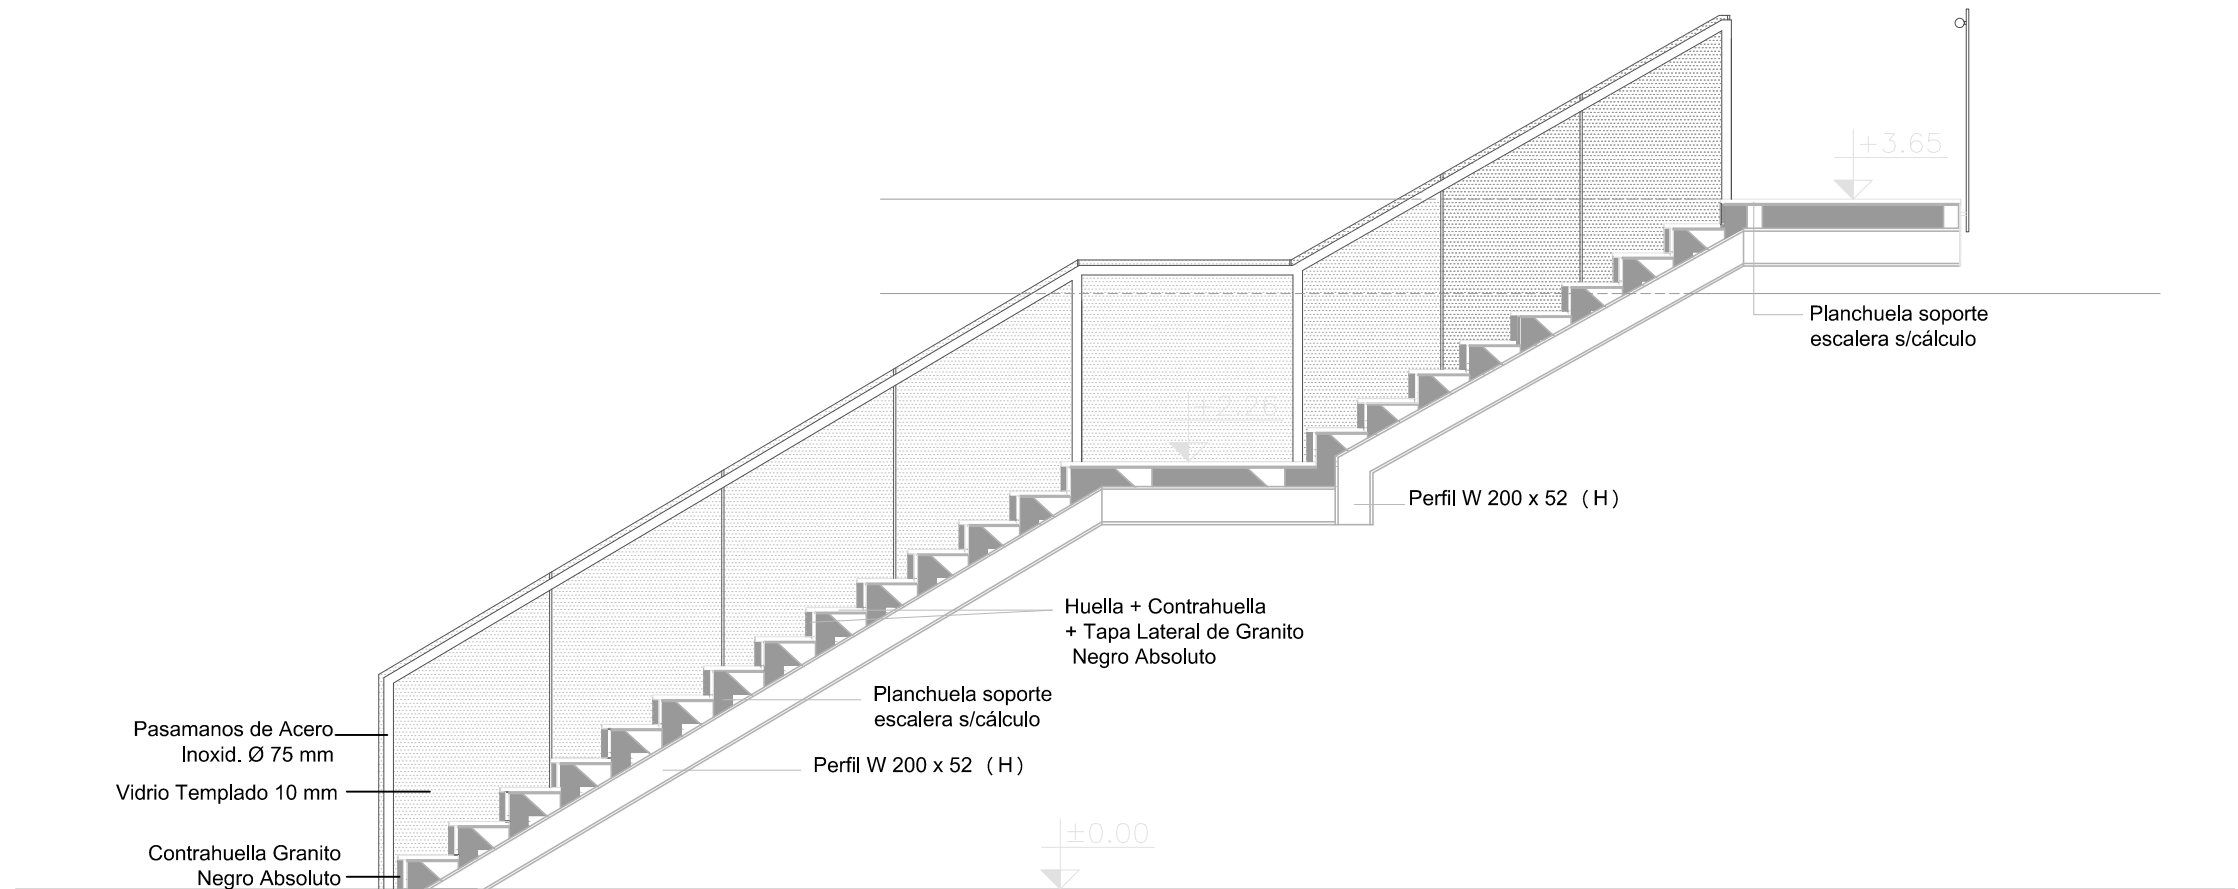 +3.65
Planchuela soporte
escalera s/cálculo
+2.26
Perfil W 200 x 52 (H)
Huella + Contrahuella
+ Tapa Lateral de Granito
Negro Absoluto
Planchuela soporte
escalera s/cálculo
Pasamanos de Acero
Inoxid. Ø 75 mm
Perfil W 200 x 52 (H)
Vidrio Templado 10 mm
±0.00
Contrahuella Granito
Negro Absoluto